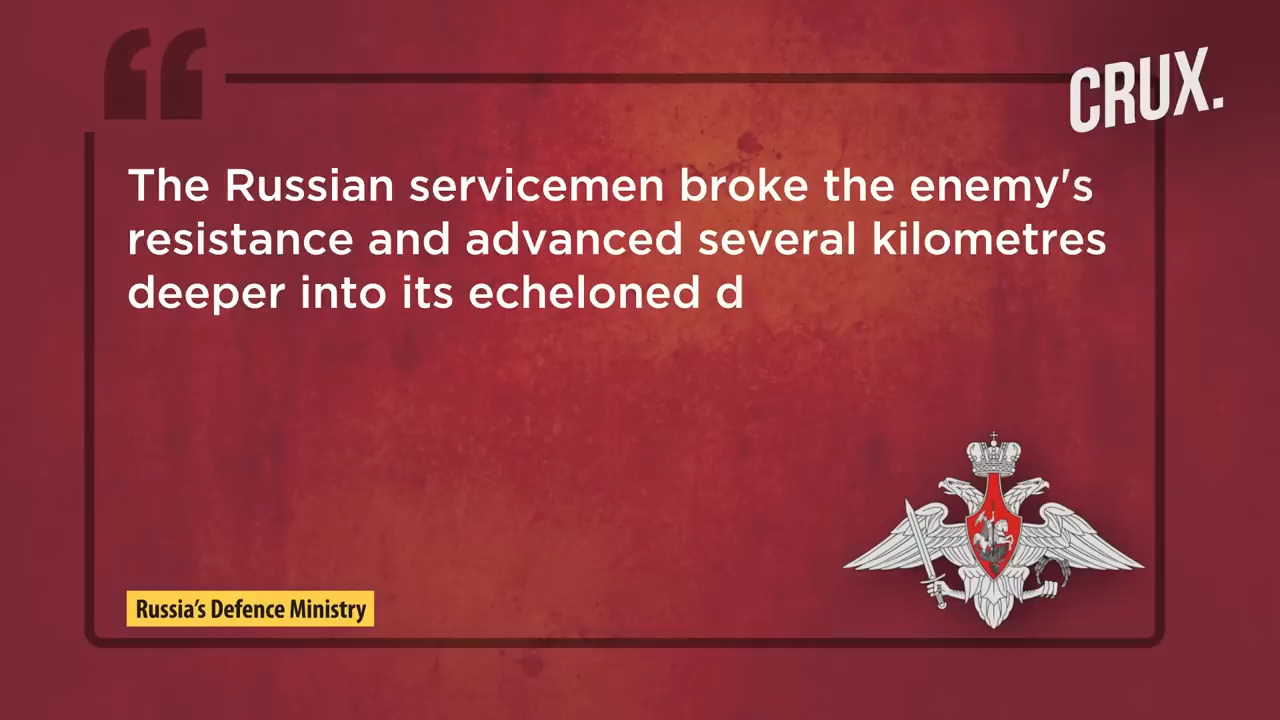 CRUX.
The Russian servicemen broke the enemy's
resistance and advanced several kilometres
deeper into its echeloned d
Russia's Defence Ministry